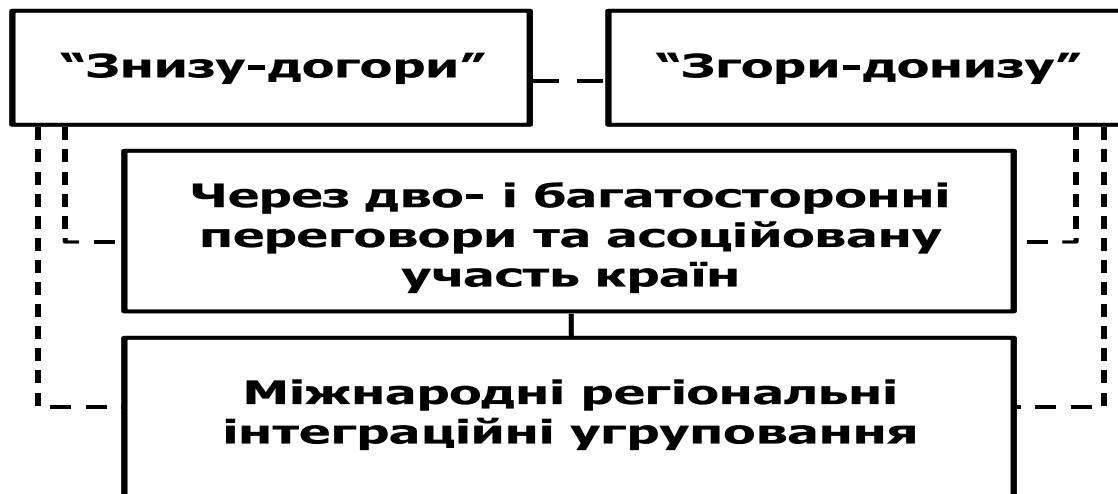 “Знизу-догори”
“Згори-донизу”
Через дво- і багатосторонні
переговори та асоційовану
участь країн
Міжнародні регіональні
інтеграційні угруповання